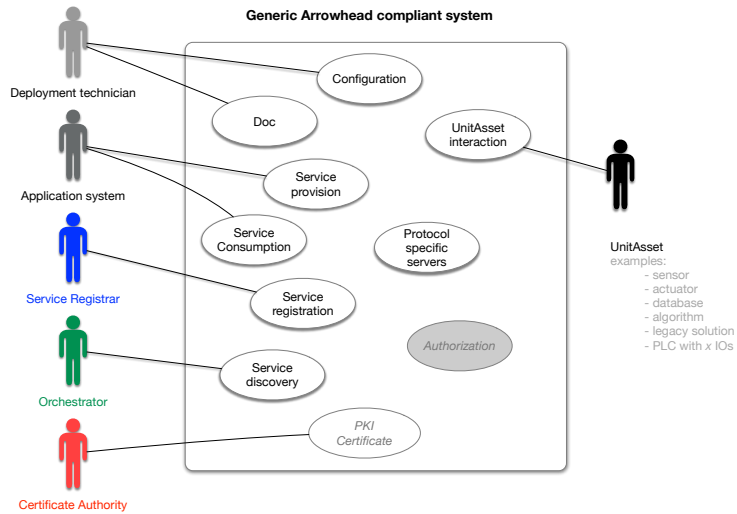 Generic Arrowhead compliant system
Deployment technician
Configuration
Doc
UnitAsset
interaction
Application system
Service
provision
Service
Consumption
Protocol
specific
servers
UnitAsset
examples:
- sensor
- actuator
- database
- algorithm
- legacy solution
- PLC with x IOs
Service Registrar
Service
registration
Authorization
Service
discovery
Orchestrator
PKI
Certificate
Certificate Authority